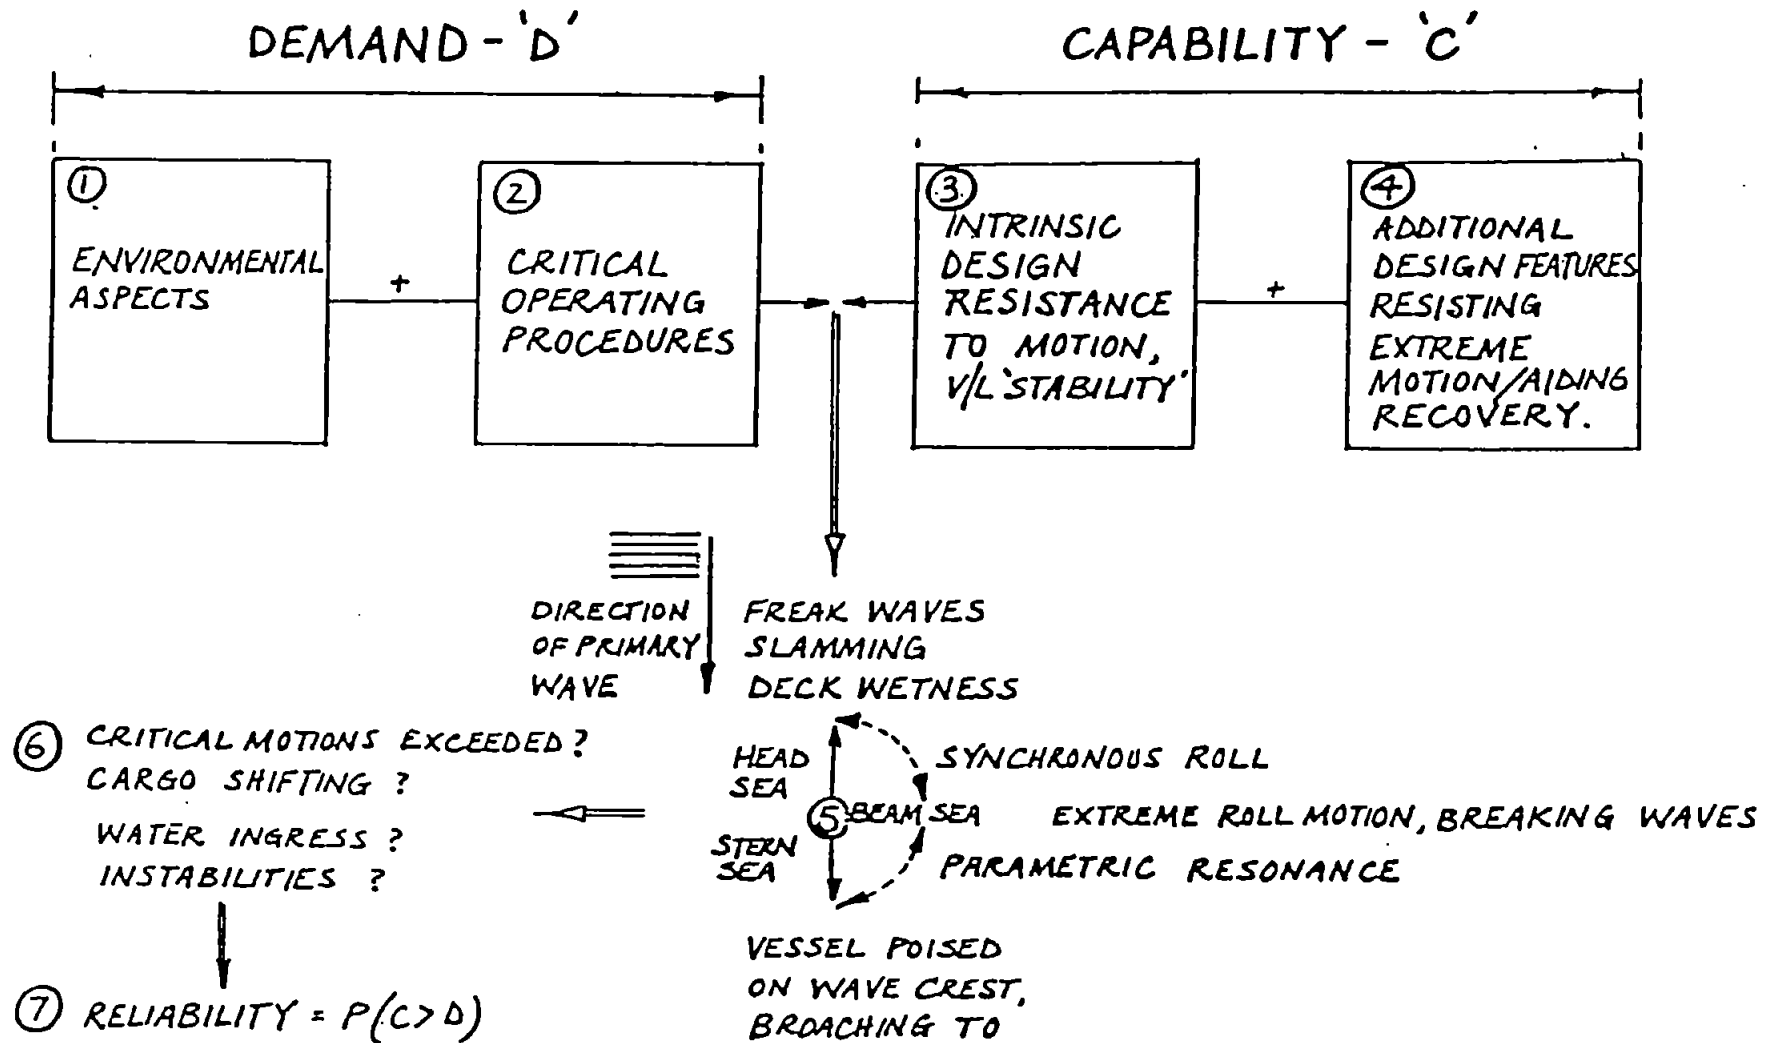 DEMAND - 'D'
CAPABILITY - 'C'
①
ENVIRONMENTAL
ASPECTS
+
②
CRITICAL
OPERATING
PROCEDURES
③
INTRINSIC
DESIGN
RESISTANCE
TO MOTION,
V/L 'STABILITY'
+
④
ADDITIONAL
DESIGN FEATURES
RESISTING
EXTREME
MOTION/AIDING
RECOVERY.
DIRECTION
OF PRIMARY
WAVE
FREAK WAVES
SLAMMING
DECK WETNESS
HEAD
SEA
SYNCHRONOUS ROLL
⑤ BEAM SEA
EXTREME ROLL MOTION, BREAKING WAVES
STERN
SEA
PARAMETRIC RESONANCE
VESSEL POISED
ON WAVE CREST,
BROACHING TO
⑥ CRITICAL MOTIONS EXCEEDED?
CARGO SHIFTING ?
WATER INGRESS ?
INSTABILITIES ?
⑦ RELIABILITY = P(C>D)